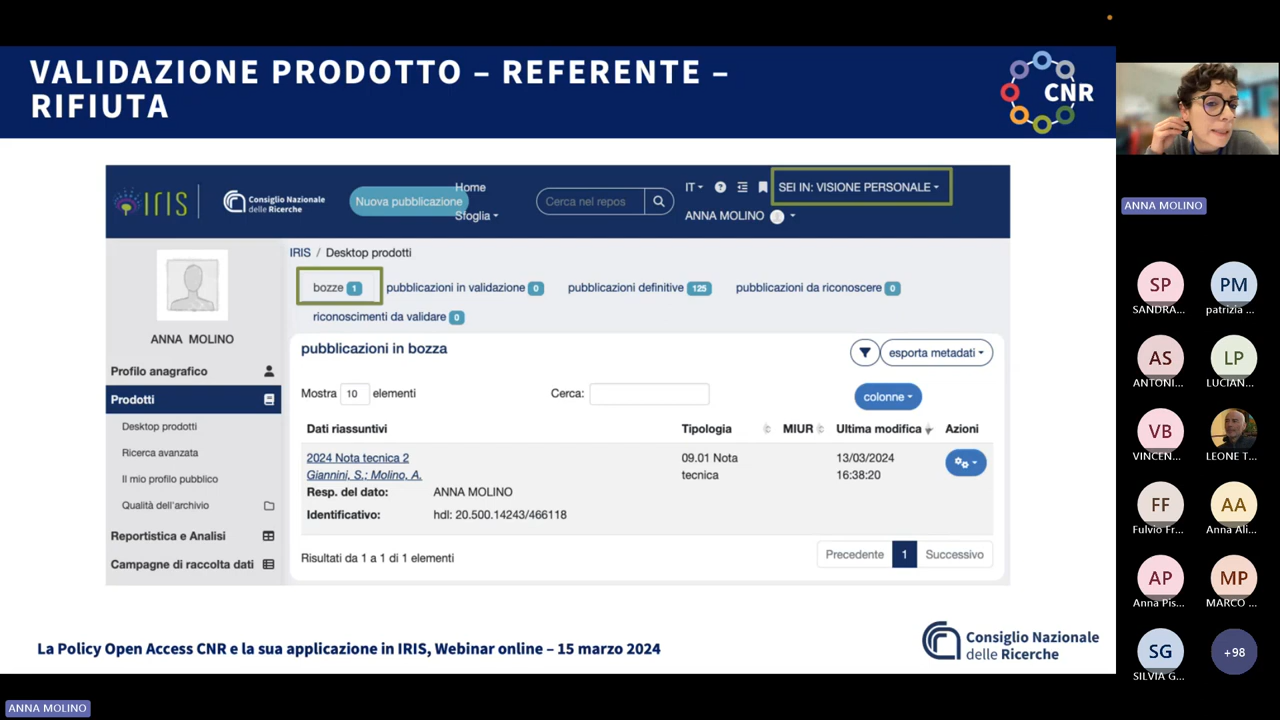 VALIDAZIONE PRODOTTO – REFERENTE –
RIFIUTA
CNR
IRIS
Consiglio Nazionale
delle Ricerche
Nuova pubblicazione
Home
Sfoglia
Cerca nel repos
IT
SEI IN: VISIONE PERSONALE
ANNA MOLINO
IRIS / Desktop prodotti
bozze 1
pubblicazioni in validazione 0
pubblicazioni definitive 125
pubblicazioni da riconoscere 0
riconoscimenti da validare 0
ANNA MOLINO
Profilo anagrafico
Prodotti
Desktop prodotti
Ricerca avanzata
Il mio profilo pubblico
Qualità dell'archivio
Reportistica e Analisi
Campagne di raccolta dati
pubblicazioni in bozza
esporta metadati
Mostra 10 elementi
Cerca:
colonne
Dati riassuntivi
Tipologia
MIUR
Ultima modifica
Azioni
2024 Nota tecnica 2
Giannini, S.; Molino, A.
Resp. del dato: ANNA MOLINO
Identificativo: hdl: 20.500.14243/466118
09.01 Nota
tecnica
13/03/2024
16:38:20
Risultati da 1 a 1 di 1 elementi
Precedente 1 Successivo
La Policy Open Access CNR e la sua applicazione in IRIS, Webinar online – 15 marzo 2024
Consiglio Nazionale
delle Ricerche
ANNA MOLINO
ANNA MOLINO
SP
SANDRA...
PM
patrizia ...
AS
ANTONI...
LP
LUCIAN...
VB
VINCEN...
LEONE T...
FF
Fulvio Fr...
AA
Anna Ali...
AP
Anna Pis...
MP
MARCO ...
SG
SILVIA G...
+98